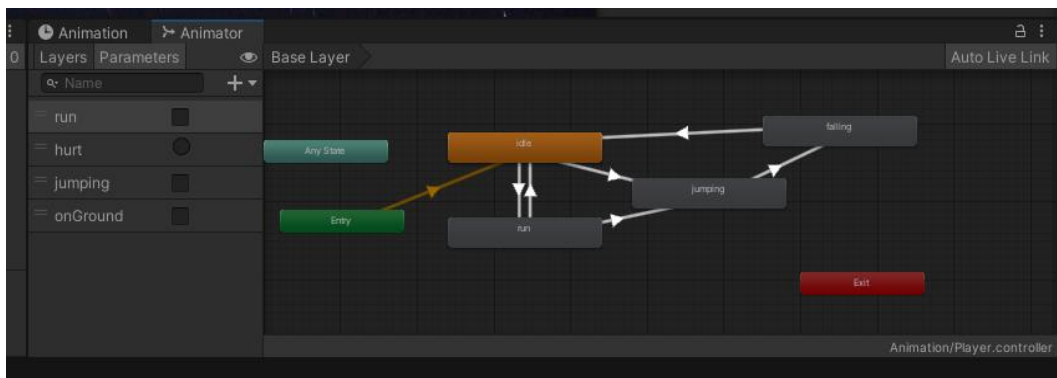 Animation Animator
0 Layers Parameters Base Layer Auto Live Link
Name
run
hurt
jumping
onGround
Any State
Entry
idle
run
jumping
falling
Exit
Animation/Player.controller